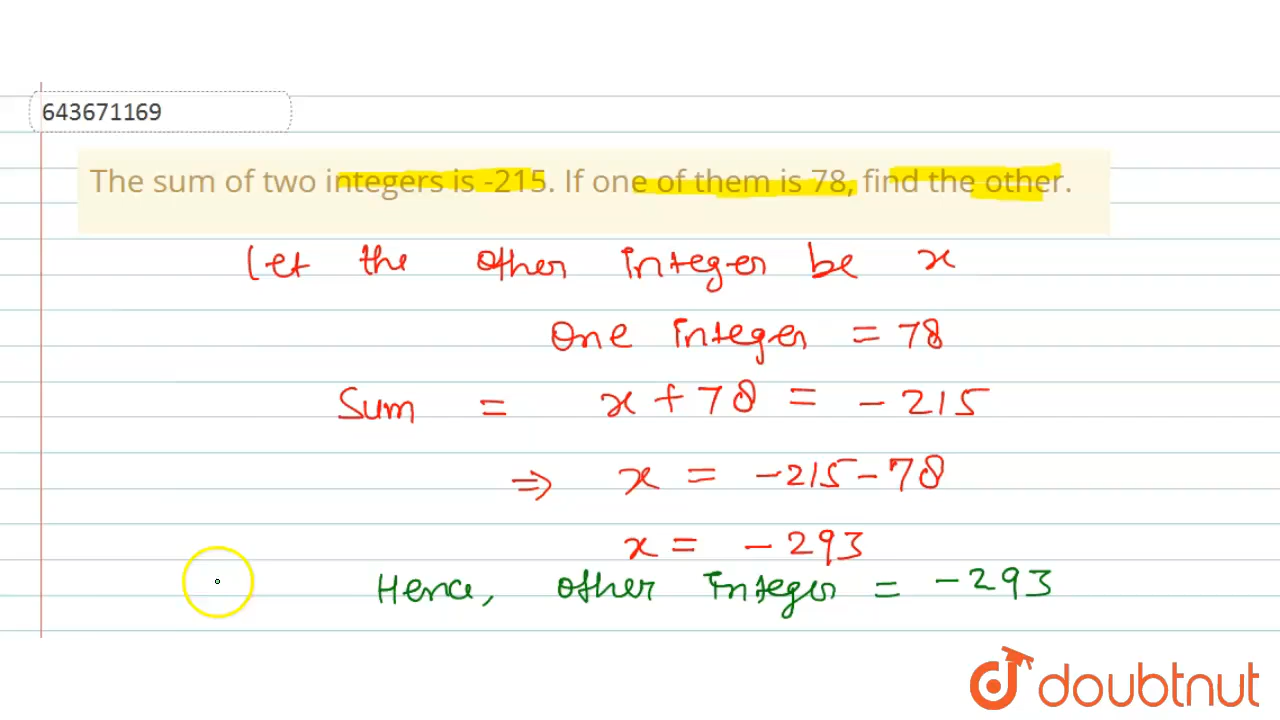 643671169
The sum of two integers is -215. If one of them is 78, find the other.
Let the other integer be x
One integer = 78
Sum = x + 78 = - 215
⇒ x = - 215 - 78
x = - 293
Hence, other integer = - 293
doubtnut